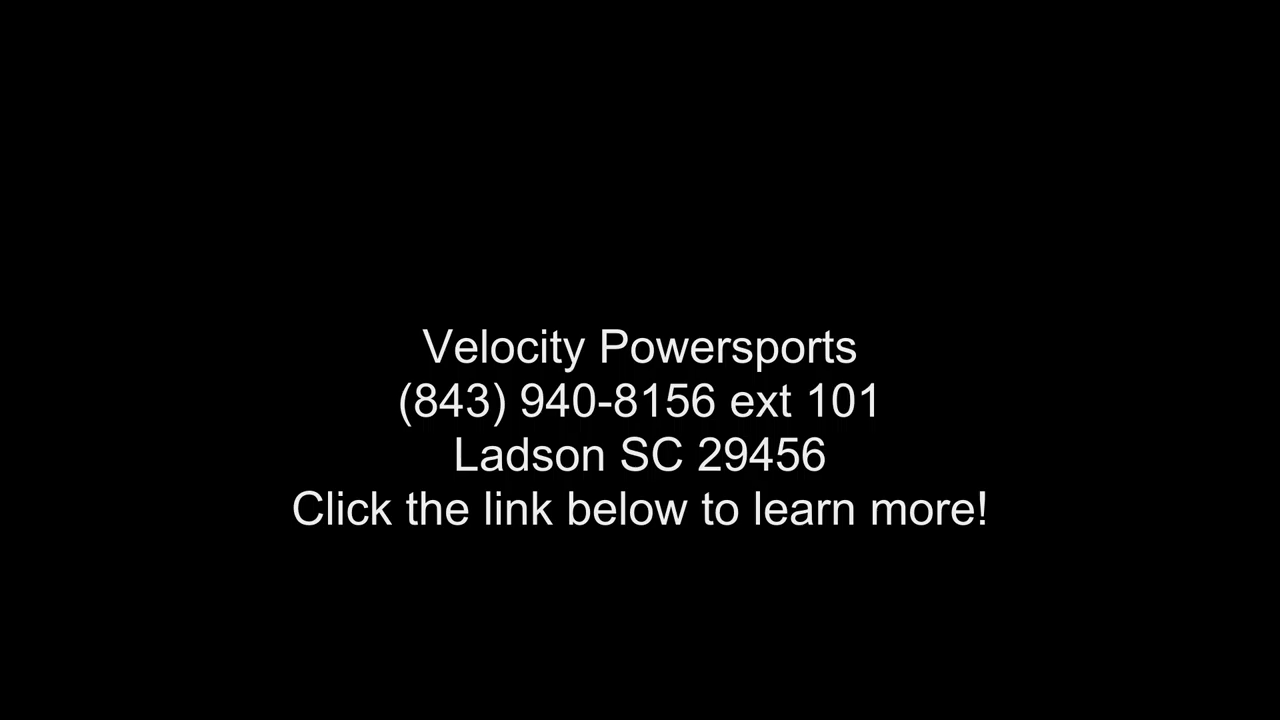 Velocity Powersports
(843) 940-8156 ext 101
Ladson SC 29456
Click the link below to learn more!